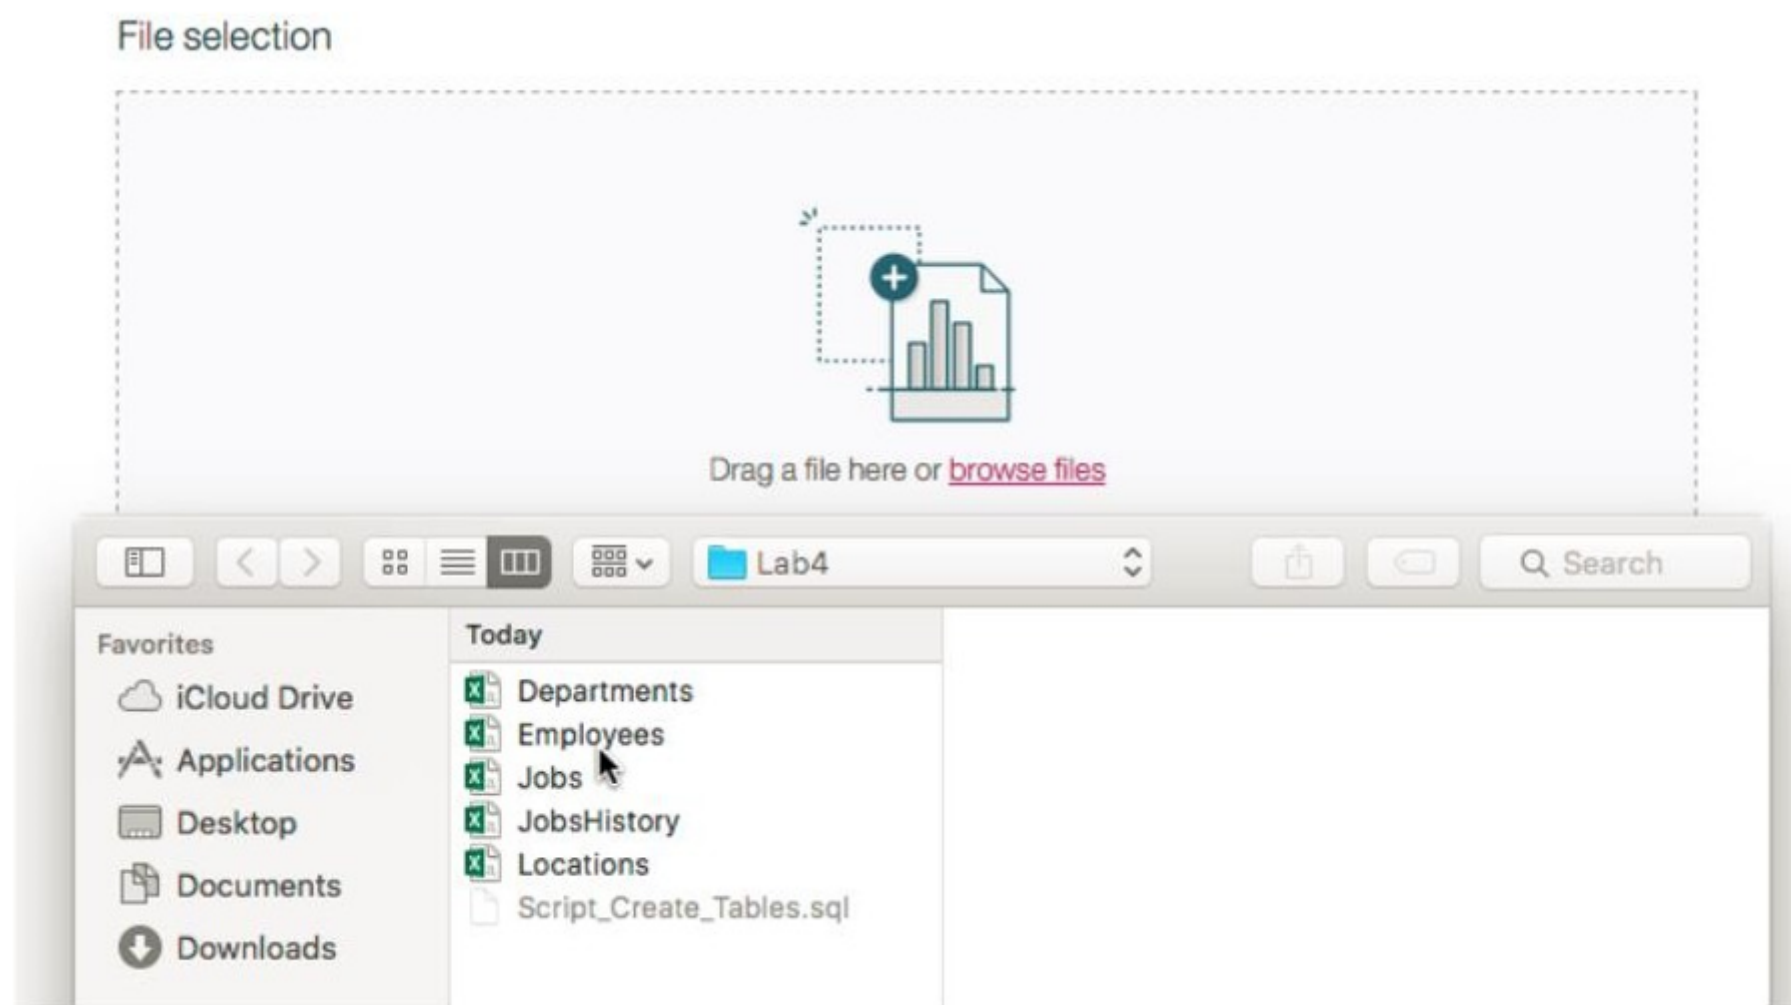 File selection
Drag a file here or browse files
Lab4
Search
Favorites
iCloud Drive
Applications
Desktop
Documents
Downloads
Today
Departments
Employees
Jobs
JobsHistory
Locations
Script_Create_Tables.sql